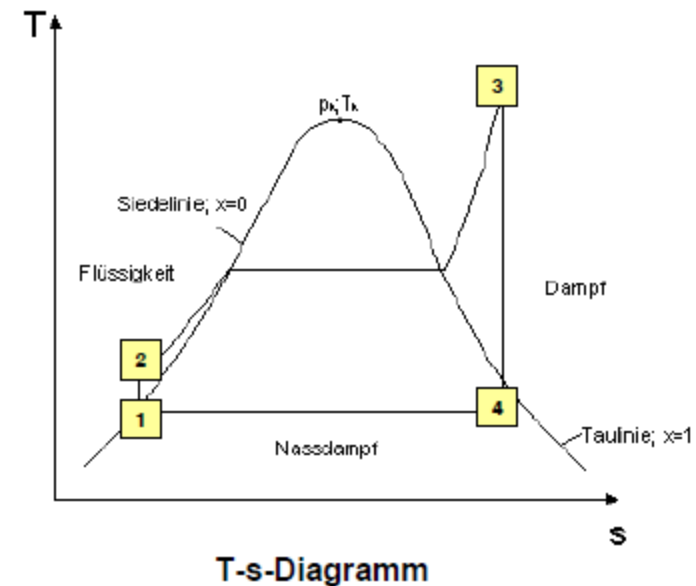 T
pₖ; Tₖ
3
Siedelinie; x=0
Flüssigkeit
Dampf
2
1
4
Nassdampf
Taulinie; x=1
s
T-s-Diagramm